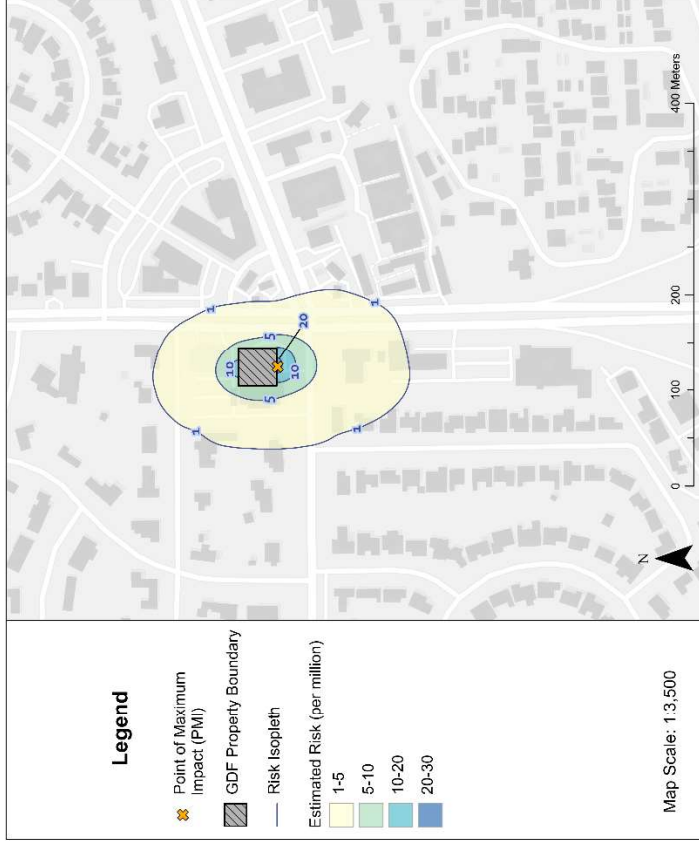 Legend
Point of Maximum
Impact (PMI)
GDF Property Boundary
Risk Isopleth
Estimated Risk (per million)
1-5
5-10
10-20
20-30
Map Scale: 1:3,500
1
1
1
1
5
5
10
10
20
N
0
100
200
400 Meters